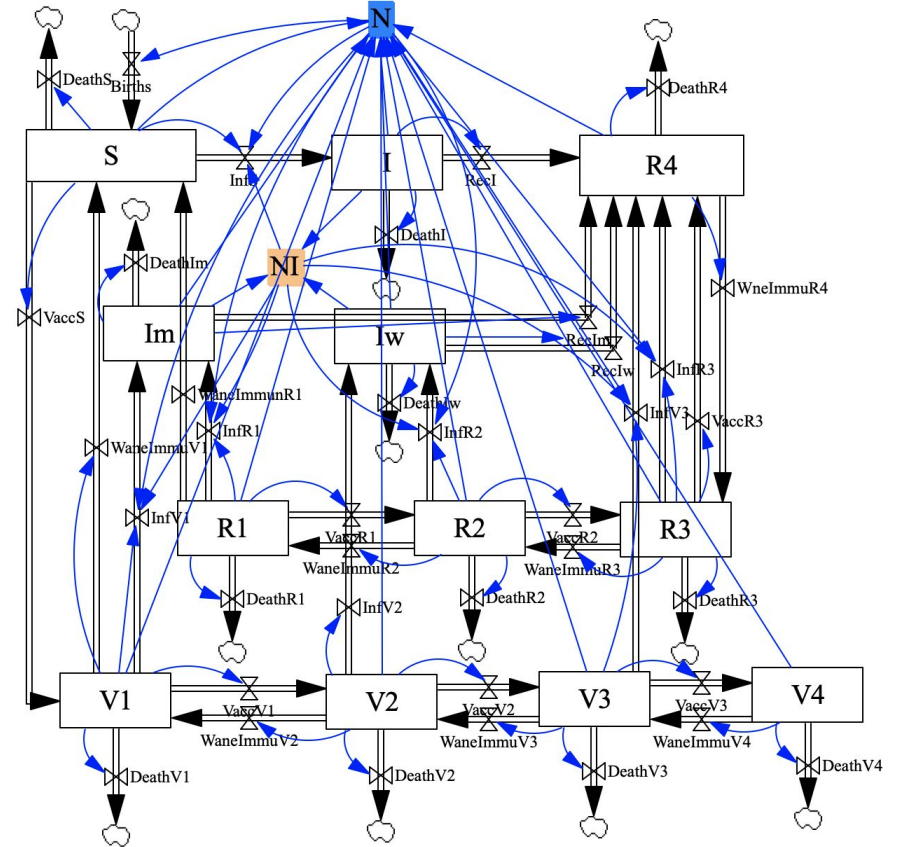 N
DeathS
Births
DeathR4
S
I
R4
Infe
RecI
DeathI
DeathIm
NI
WneImmuR4
VaccS
Im
Iw
RecIm
RecIw
InfR3
WaneImmunR1
DeathIw
InfV3
VaccR3
InfR1
InfR2
WaneImmuV1
InfV1
R1
R2
R3
VaccR1
VaccR2
WaneImmuR2
WaneImmuR3
DeathR1
InfV2
DeathR2
DeathR3
V1
V2
V3
V4
VaccV1
VaccV2
VaccV3
WaneImmuV2
WaneImmuV3
WaneImmuV4
DeathV1
DeathV2
DeathV3
DeathV4